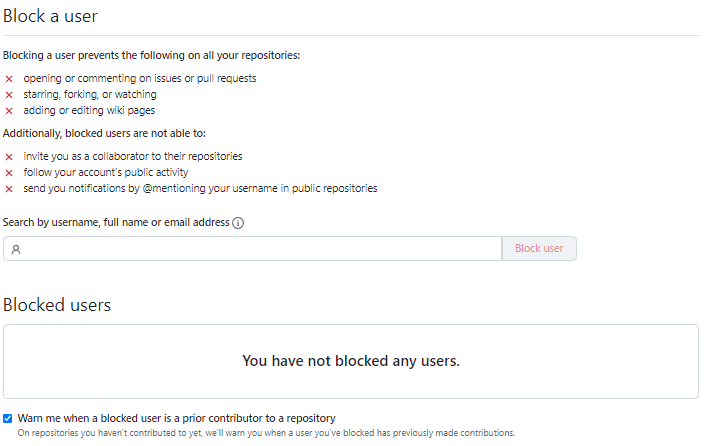 Block a user
Blocking a user prevents the following on all your repositories:
opening or commenting on issues or pull requests
starring, forking, or watching
adding or editing wiki pages
Additionally, blocked users are not able to:
invite you as a collaborator to their repositories
follow your account's public activity
send you notifications by @mentioning your username in public repositories
Search by username, full name or email address
Block user
Blocked users
You have not blocked any users.
Warn me when a blocked user is a prior contributor to a repository
On repositories you haven't contributed to yet, we'll warn you when a user you've blocked has previously made contributions.